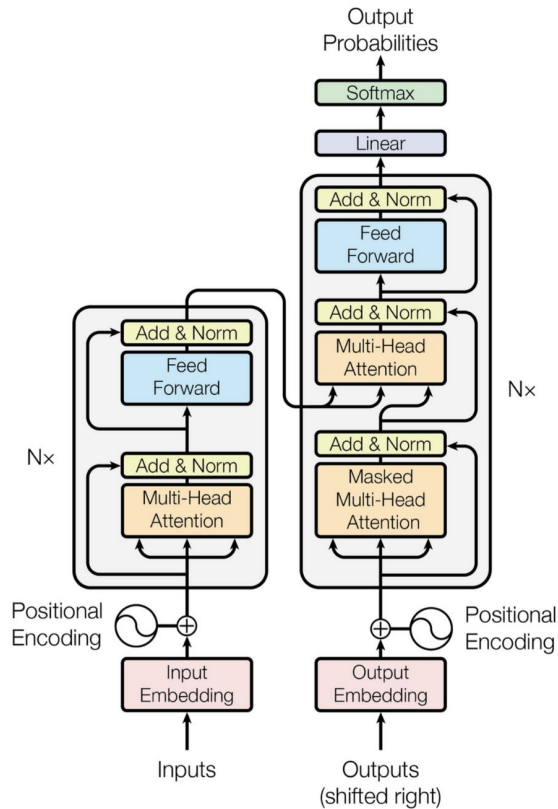 Output
Probabilities
Softmax
Linear
Add & Norm
Feed
Forward
Add & Norm
Multi-Head
Attention
Add & Norm
Masked
Multi-Head
Attention
N×
Add & Norm
Feed
Forward
Add & Norm
Multi-Head
Attention
N×
Positional
Encoding
Positional
Encoding
Input
Embedding
Output
Embedding
Inputs
Outputs
(shifted right)